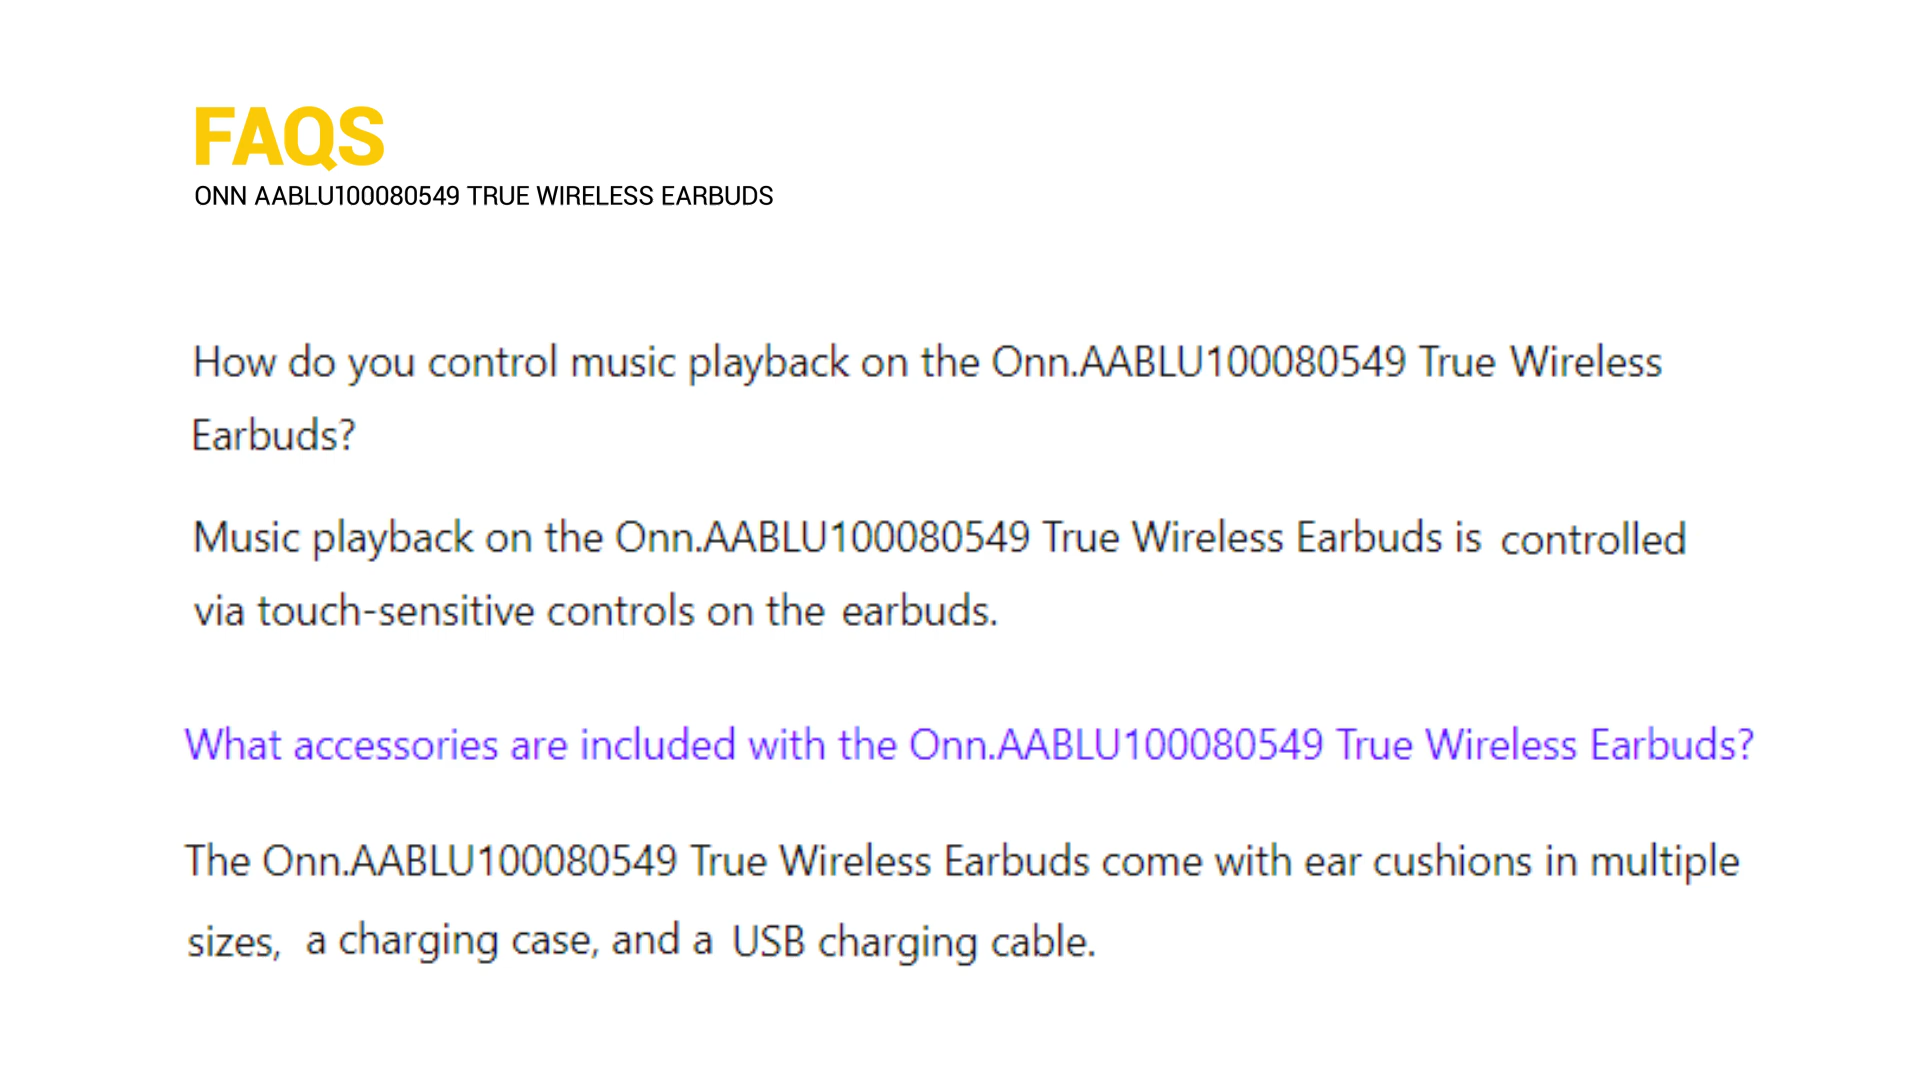 FAQS
ONN AABLU100080549 TRUE WIRELESS EARBUDS
How do you control music playback on the Onn.AABLU100080549 True Wireless
Earbuds?
Music playback on the Onn.AABLU100080549 True Wireless Earbuds is controlled
via touch-sensitive controls on the earbuds.
What accessories are included with the Onn.AABLU100080549 True Wireless Earbuds?
The Onn.AABLU100080549 True Wireless Earbuds come with ear cushions in multiple
sizes, a charging case, and a USB charging cable.